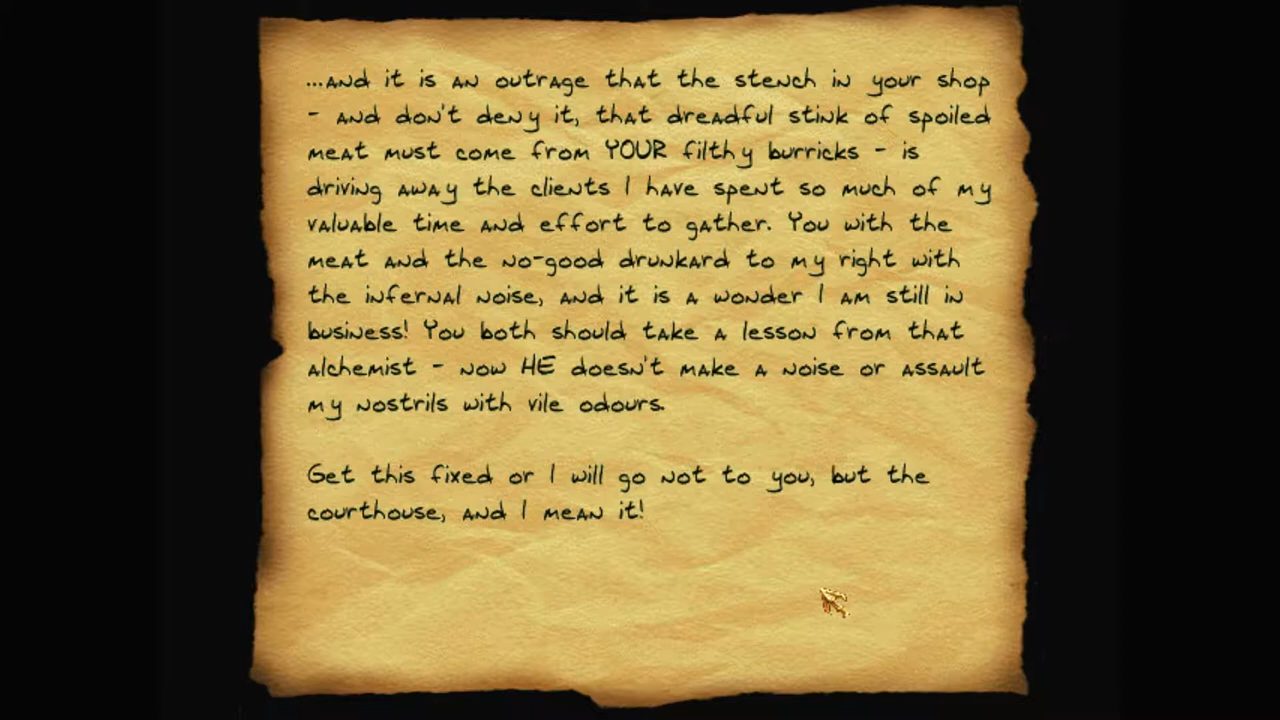 ...and it is an outrage that the stench in your shop
- and don't deny it, that dreadful stink of spoiled
meat must come from YOUR filthy burricks - is
driving away the clients I have spent so much of my
valuable time and effort to gather. You with the
meat and the no-good drunkard to my right with
the infernal noise, and it is a wonder I am still in
business! You both should take a lesson from that
alchemist - now HE doesn't make a noise or assault
my nostrils with vile odours.
Get this fixed or I will go not to you, but the
courthouse, and I mean it!